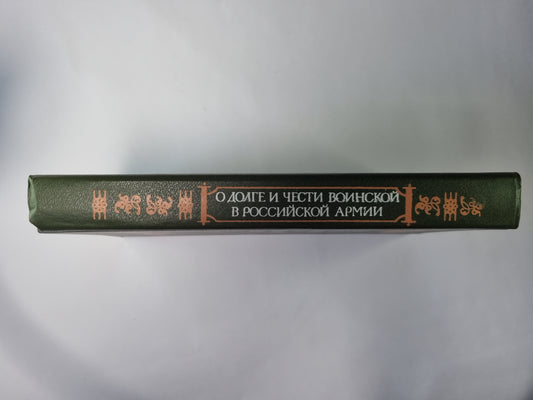 О ДОЛГЕ И ЧЕСТИ ВОИНСКОЙ
В РОССИЙСКОЙ АРМИИ